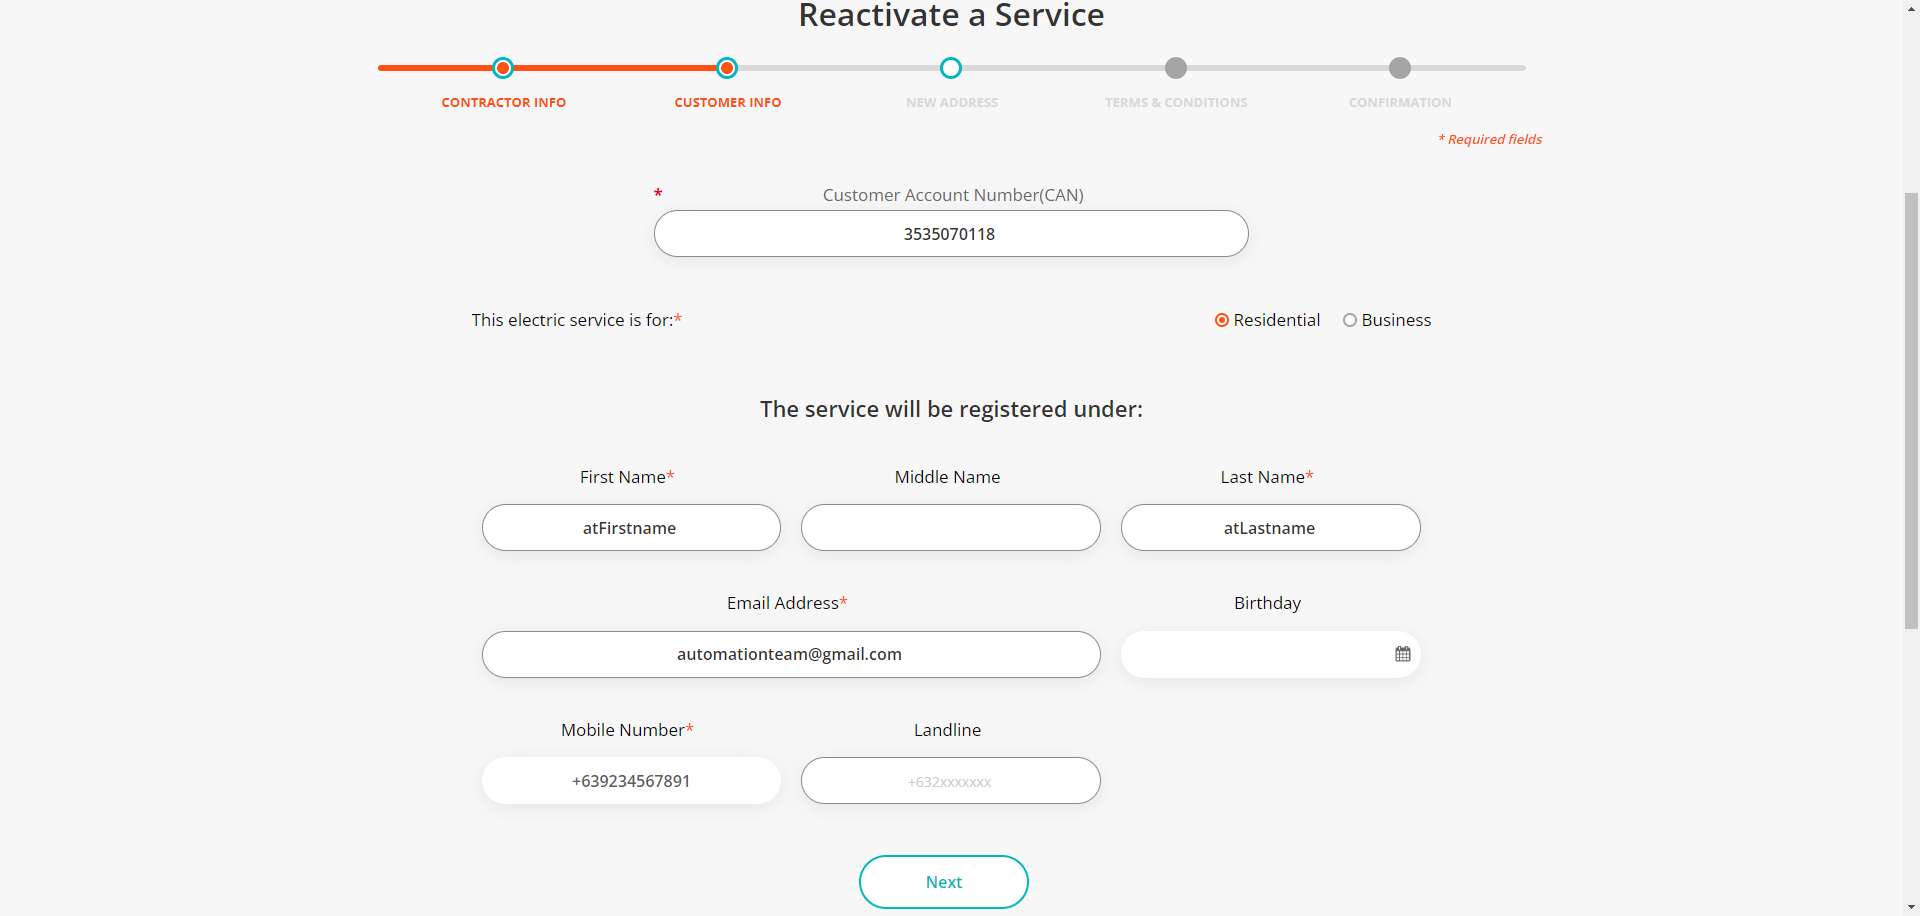 Reactivate a Service
CONTRACTOR INFO CUSTOMER INFO NEW ADDRESS TERMS & CONDITIONS CONFIRMATION
* Required fields
* Customer Account Number(CAN)
3535070118
This electric service is for:* Residential Business
The service will be registered under:
First Name* Middle Name Last Name*
atFirstname atLastname
Email Address* Birthday
automationteam@gmail.com
Mobile Number* Landline
+639234567891 +632xxxxxxx
Next